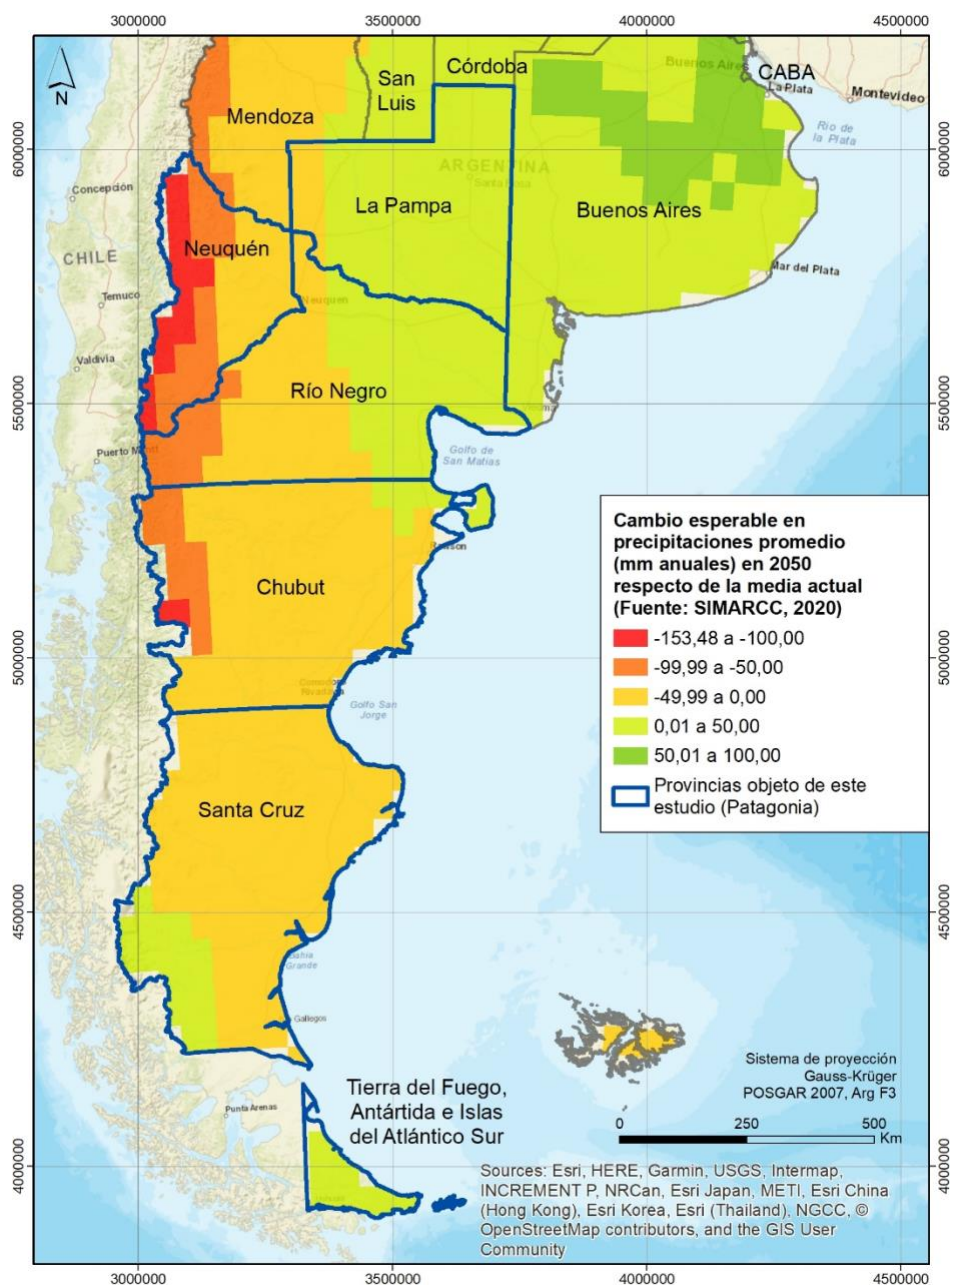 3000000
3500000
4000000
4500000
6000000
5500000
5000000
4500000
4000000
N
Córdoba
San
Luis
Mendoza
Buenos Aires
CABA
La Plata
Montevideo
Río de
la Plata
Concepción
ARGENTINA
Santa Rosa
La Pampa
Buenos Aires
CHILE
Neuquén
Mar del Plata
Temuco
Neuquen
Valdivia
Río Negro
Puerto Montt
Golfo de
San Matías
Rawson
Chubut
Comodoro
Rivadavia
Golfo San
Jorge
Santa Cruz
Bahía
Grande
Gallegos
Punta Arenas
Tierra del Fuego,
Antártida e Islas
del Atlántico Sur
Cambio esperable en
precipitaciones promedio
(mm anuales) en 2050
respecto de la media actual
(Fuente: SIMARCC, 2020)
-153,48 a -100,00
-99,99 a -50,00
-49,99 a 0,00
0,01 a 50,00
50,01 a 100,00
Provincias objeto de este
estudio (Patagonia)
Sistema de proyección
Gauss-Krüger
POSGAR 2007, Arg F3
0
250
500
Km
Sources: Esri, HERE, Garmin, USGS, Intermap,
INCREMENT P, NRCan, Esri Japan, METI, Esri China
(Hong Kong), Esri Korea, Esri (Thailand), NGCC, ©
OpenStreetMap contributors, and the GIS User
Community
6000000
5500000
5000000
4500000
4000000
3000000
3500000
4000000
4500000